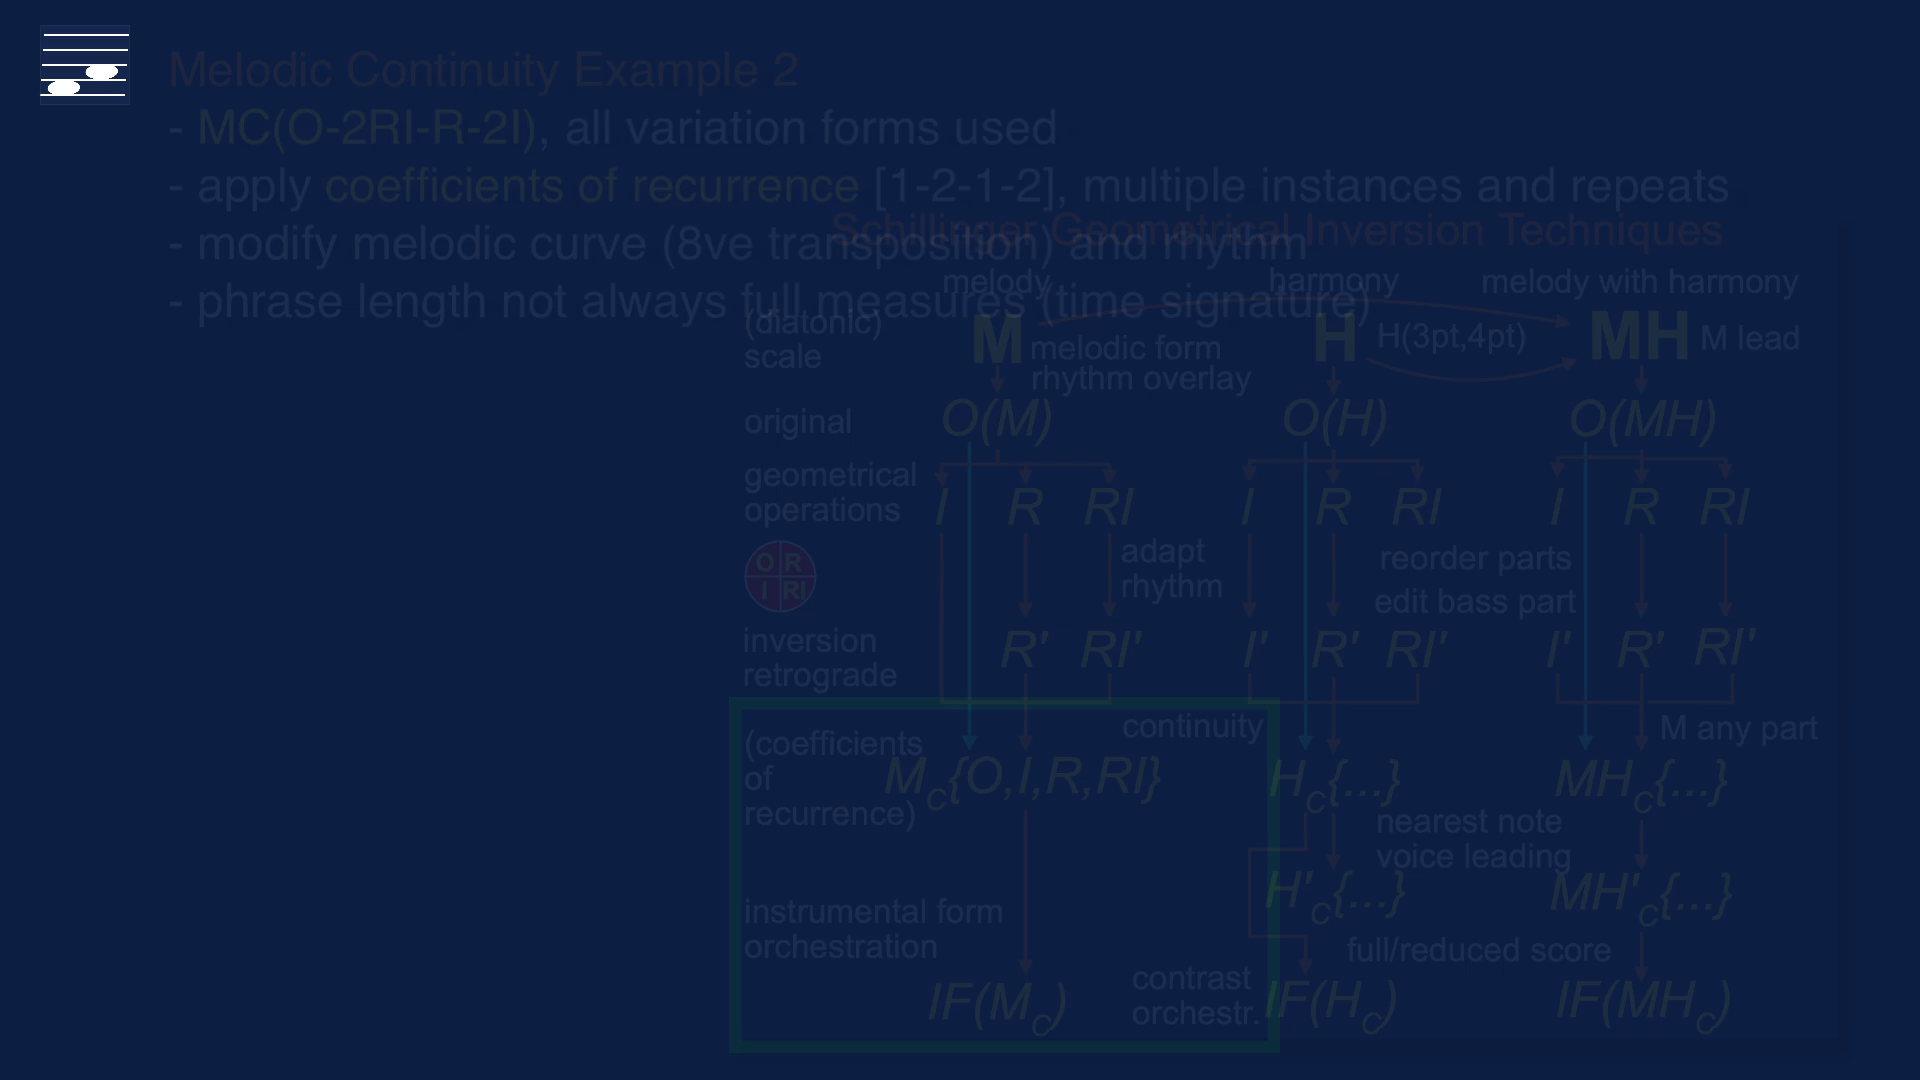 Melodic Continuity Example 2
- MC(O-2RI-R-2I), all variation forms used
- apply coefficients of recurrence [1-2-1-2], multiple instances and repeats
- modify melodic curve (8ve transposition) and rhythm
- phrase length not always full measures (time signature)
Schillinger Geometrical Inversion Techniques
melody harmony melody with harmony
(diatonic) scale M melodic form rhythm overlay H H(3pt,4pt) MH M lead
original O(M) O(H) O(MH)
geometrical operations I R RI I R RI I R RI
adapt rhythm reorder parts
edit bass part
O R I RI
inversion retrograde R' RI' I' R' RI' I' R' RI'
continuity M any part
(coefficients of recurrence) MC{O,I,R,RI} HC{...} MHC{...}
nearest note voice leading
H'C{...} MH'C{...}
instrumental form orchestration full/reduced score
contrast orchestr.
IF(MC) IF(HC) IF(MHC)